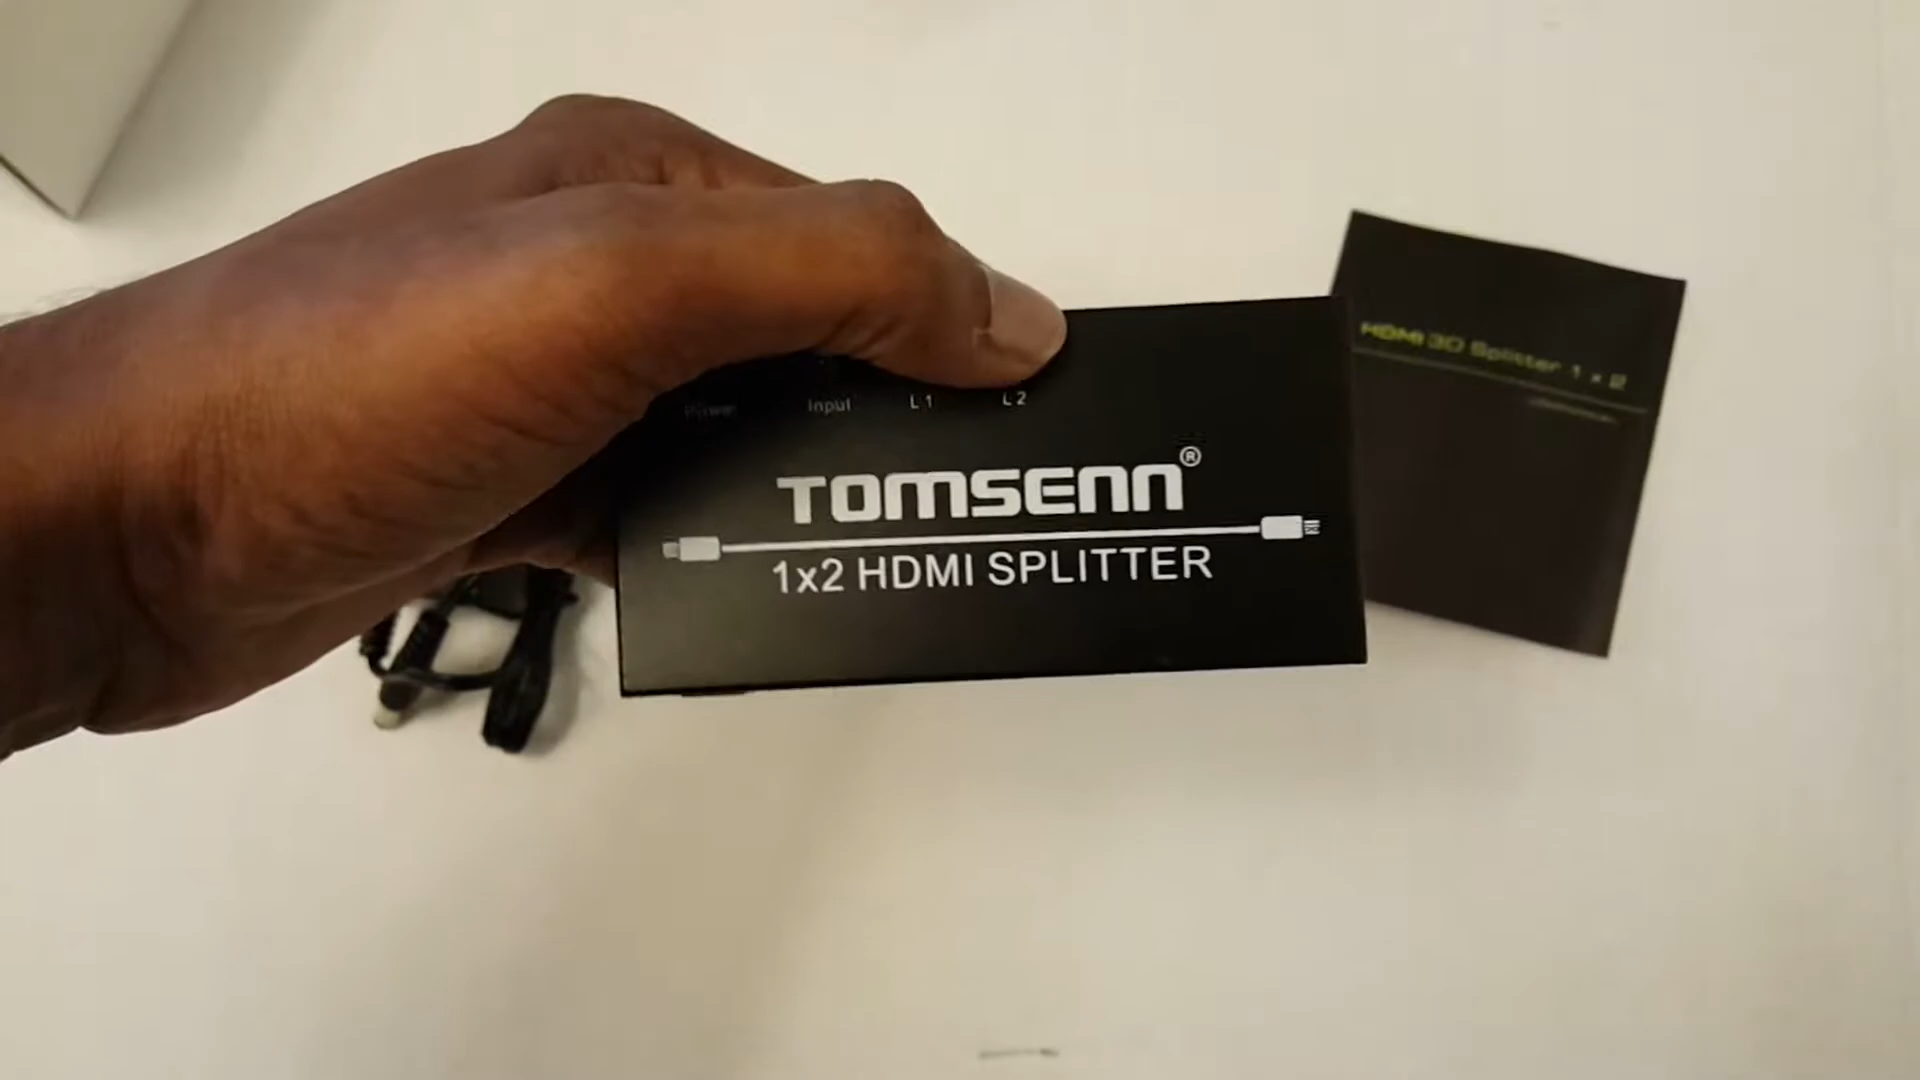 Power Input L1 L2
TOMSENN®
1x2 HDMI SPLITTER
HDMI 3D Splitter 1 x 2